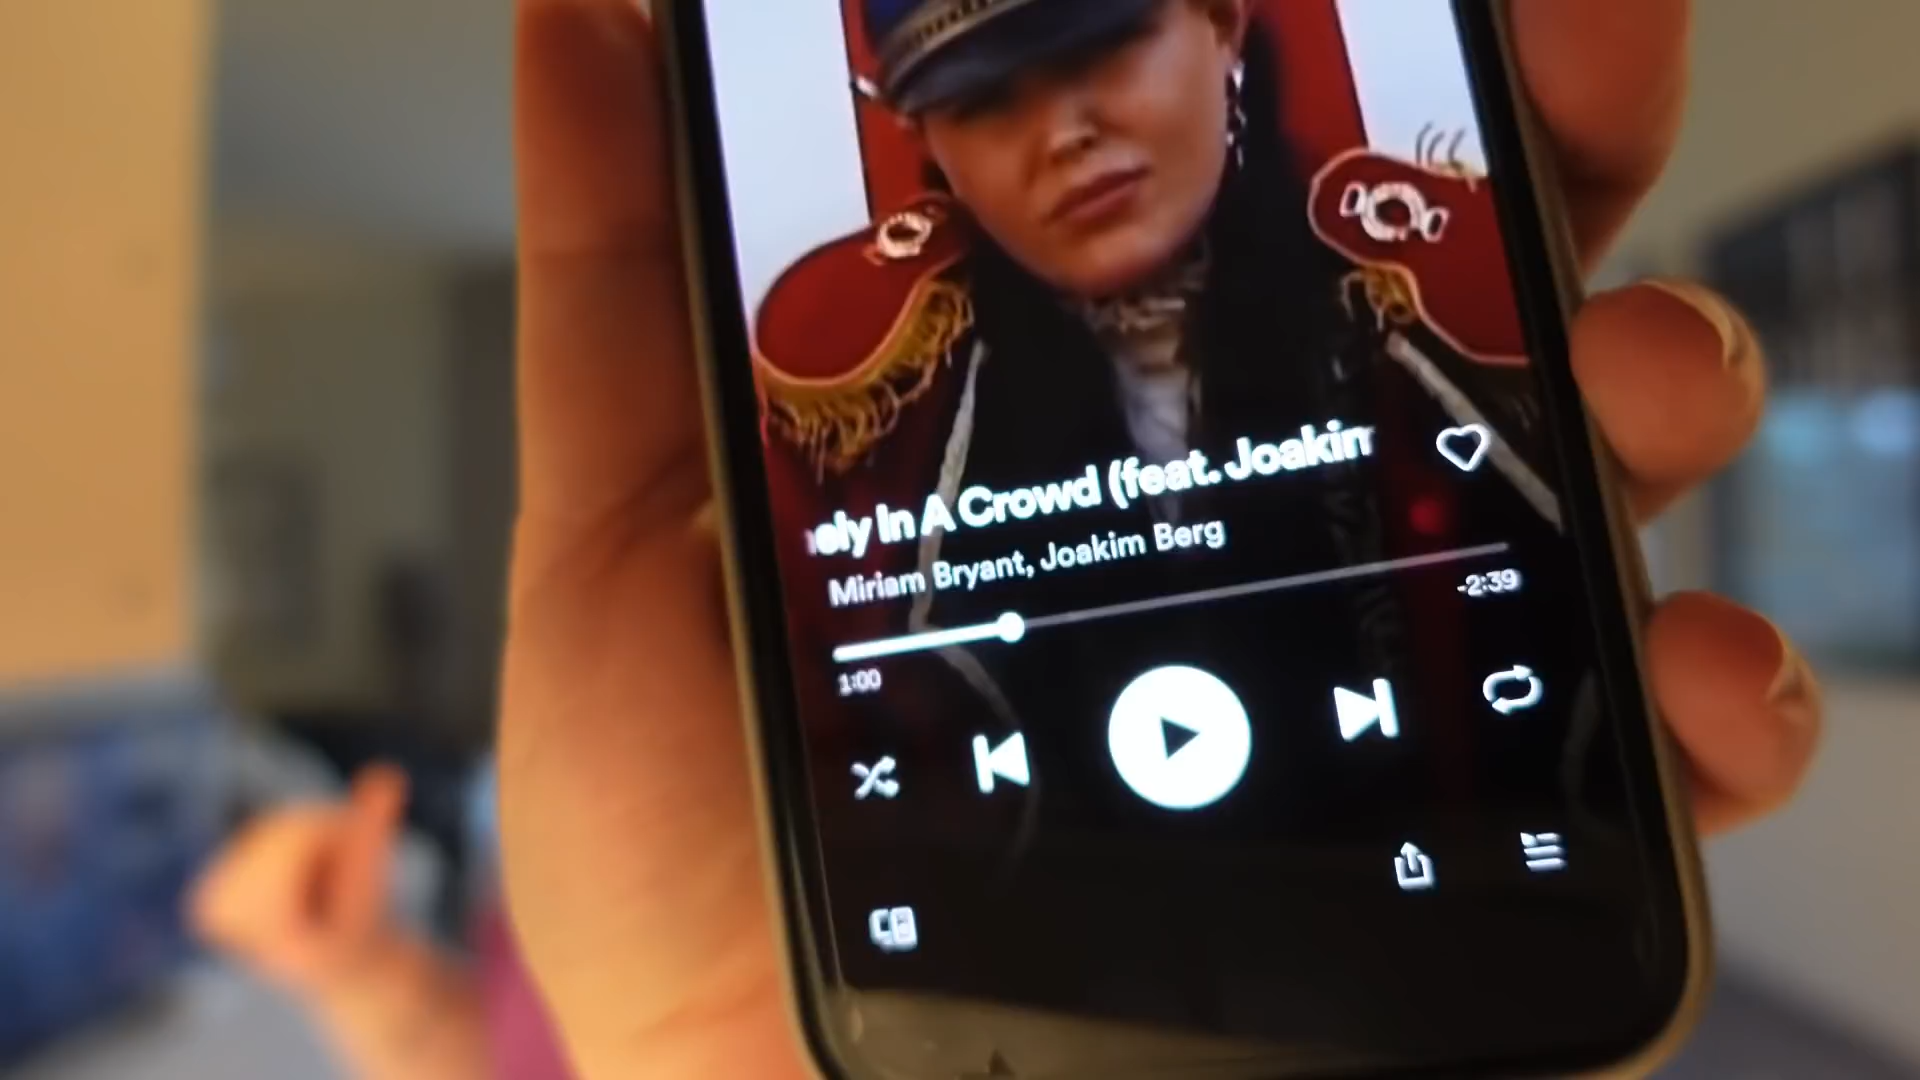 ely In A Crowd (feat. Joakim
Miriam Bryant, Joakim Berg
1:00
-2:39